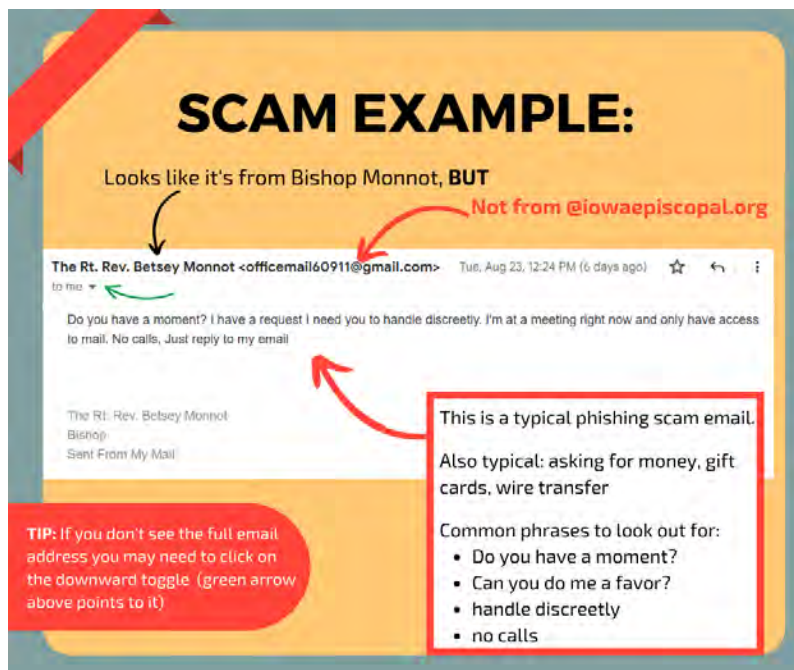 SCAM EXAMPLE:
Looks like it's from Bishop Monnot, BUT
Not from @iowaepiscopal.org
The Rt. Rev. Betsey Monnot <officemail60911@gmail.com> Tue, Aug 23, 12:24 PM (6 days ago)
to me
Do you have a moment? I have a request I need you to handle discreetly. I'm at a meeting right now and only have access
to mail. No calls, Just reply to my email
The Rt. Rev. Betsey Monnot
Bishop
Sent From My Mail
This is a typical phishing scam email.
Also typical: asking for money, gift
cards, wire transfer
Common phrases to look out for:
• Do you have a moment?
• Can you do me a favor?
• handle discreetly
• no calls
TIP: If you don't see the full email
address you may need to click on
the downward toggle (green arrow
above points to it)